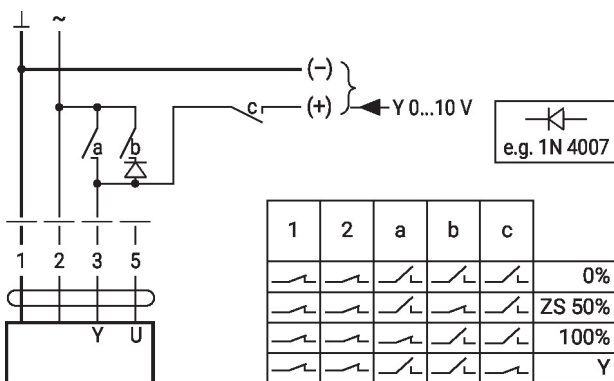 ⊥ ~
(−)
c (+) Y 0...10 V
a b
e.g. 1N 4007
1 2 3 5
Y U
1 2 a b c
0%
ZS 50%
100%
Y